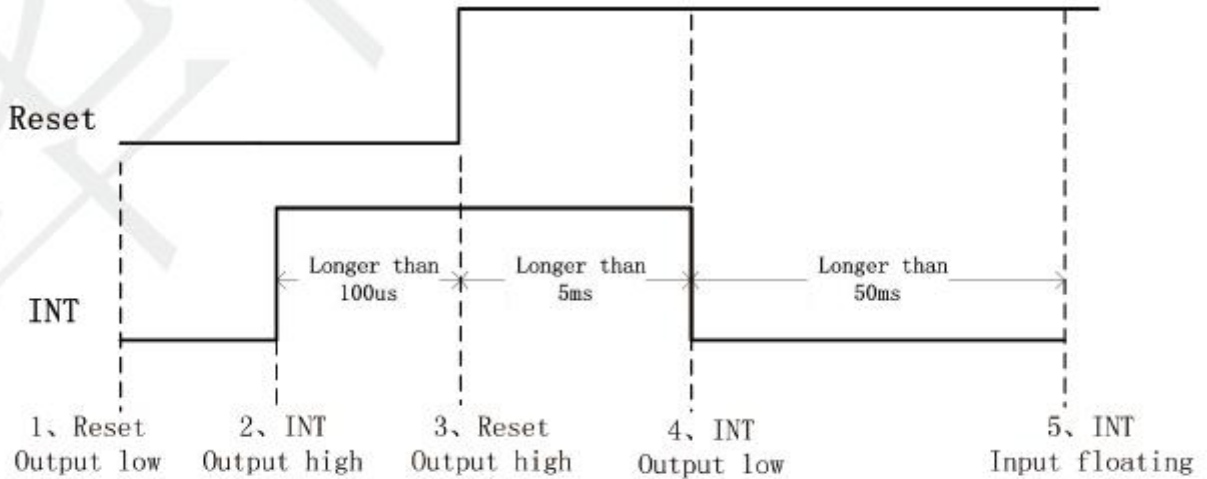 Reset
INT
Longer than
100us
Longer than
5ms
Longer than
50ms
1、Reset
Output low
2、INT
Output high
3、Reset
Output high
4、INT
Output low
5、INT
Input floating